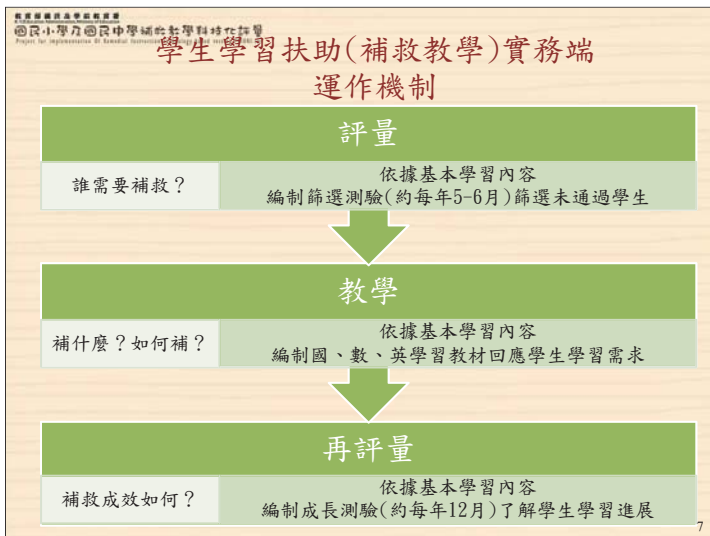 教育部國民及學前教育署
國民小學及國民中學補救教學科技化評量
學生學習扶助(補救教學)實務端
運作機制
評量
誰需要補救？
依據基本學習內容
編制篩選測驗(約每年5-6月)篩選未通過學生
教學
補什麼？如何補？
依據基本學習內容
編制國、數、英學習教材回應學生學習需求
再評量
補救成效如何？
依據基本學習內容
編制成長測驗(約每年12月)了解學生學習進展
7